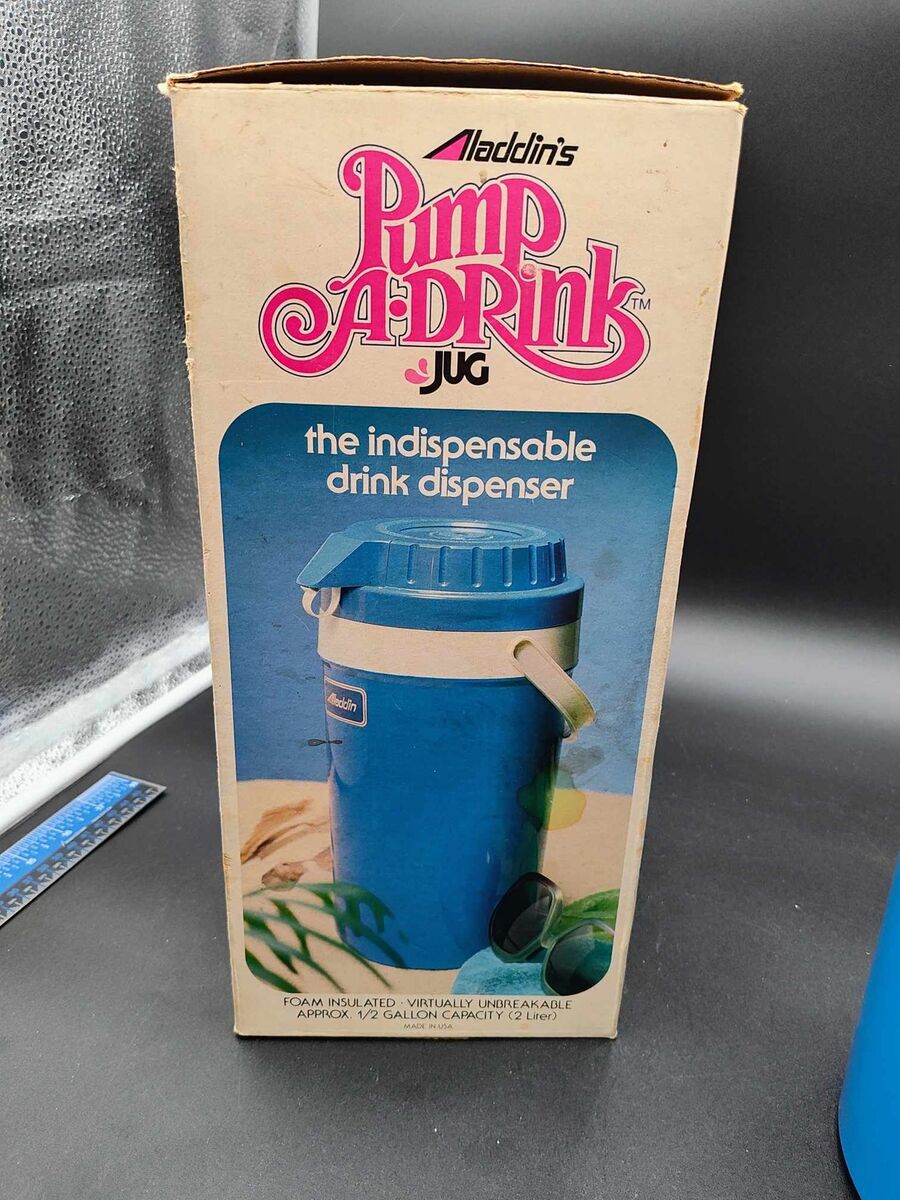 Aladdin's
Pump
A·DRink™
JUG
the indispensable
drink dispenser
Aladdin
FOAM INSULATED · VIRTUALLY UNBREAKABLE
APPROX. 1/2 GALLON CAPACITY (2 Liter)
MADE IN USA